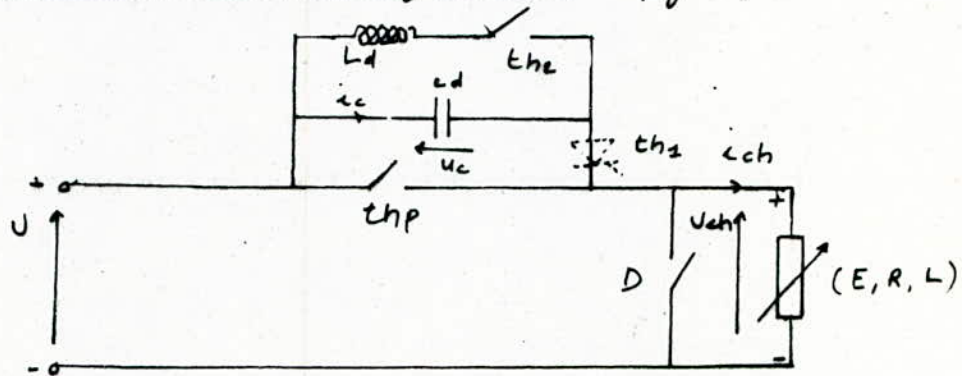 Ld
th2
ic
cd
uc
th1
ich
+
thp
+
U
Uch
D
(E, R, L)
-
-